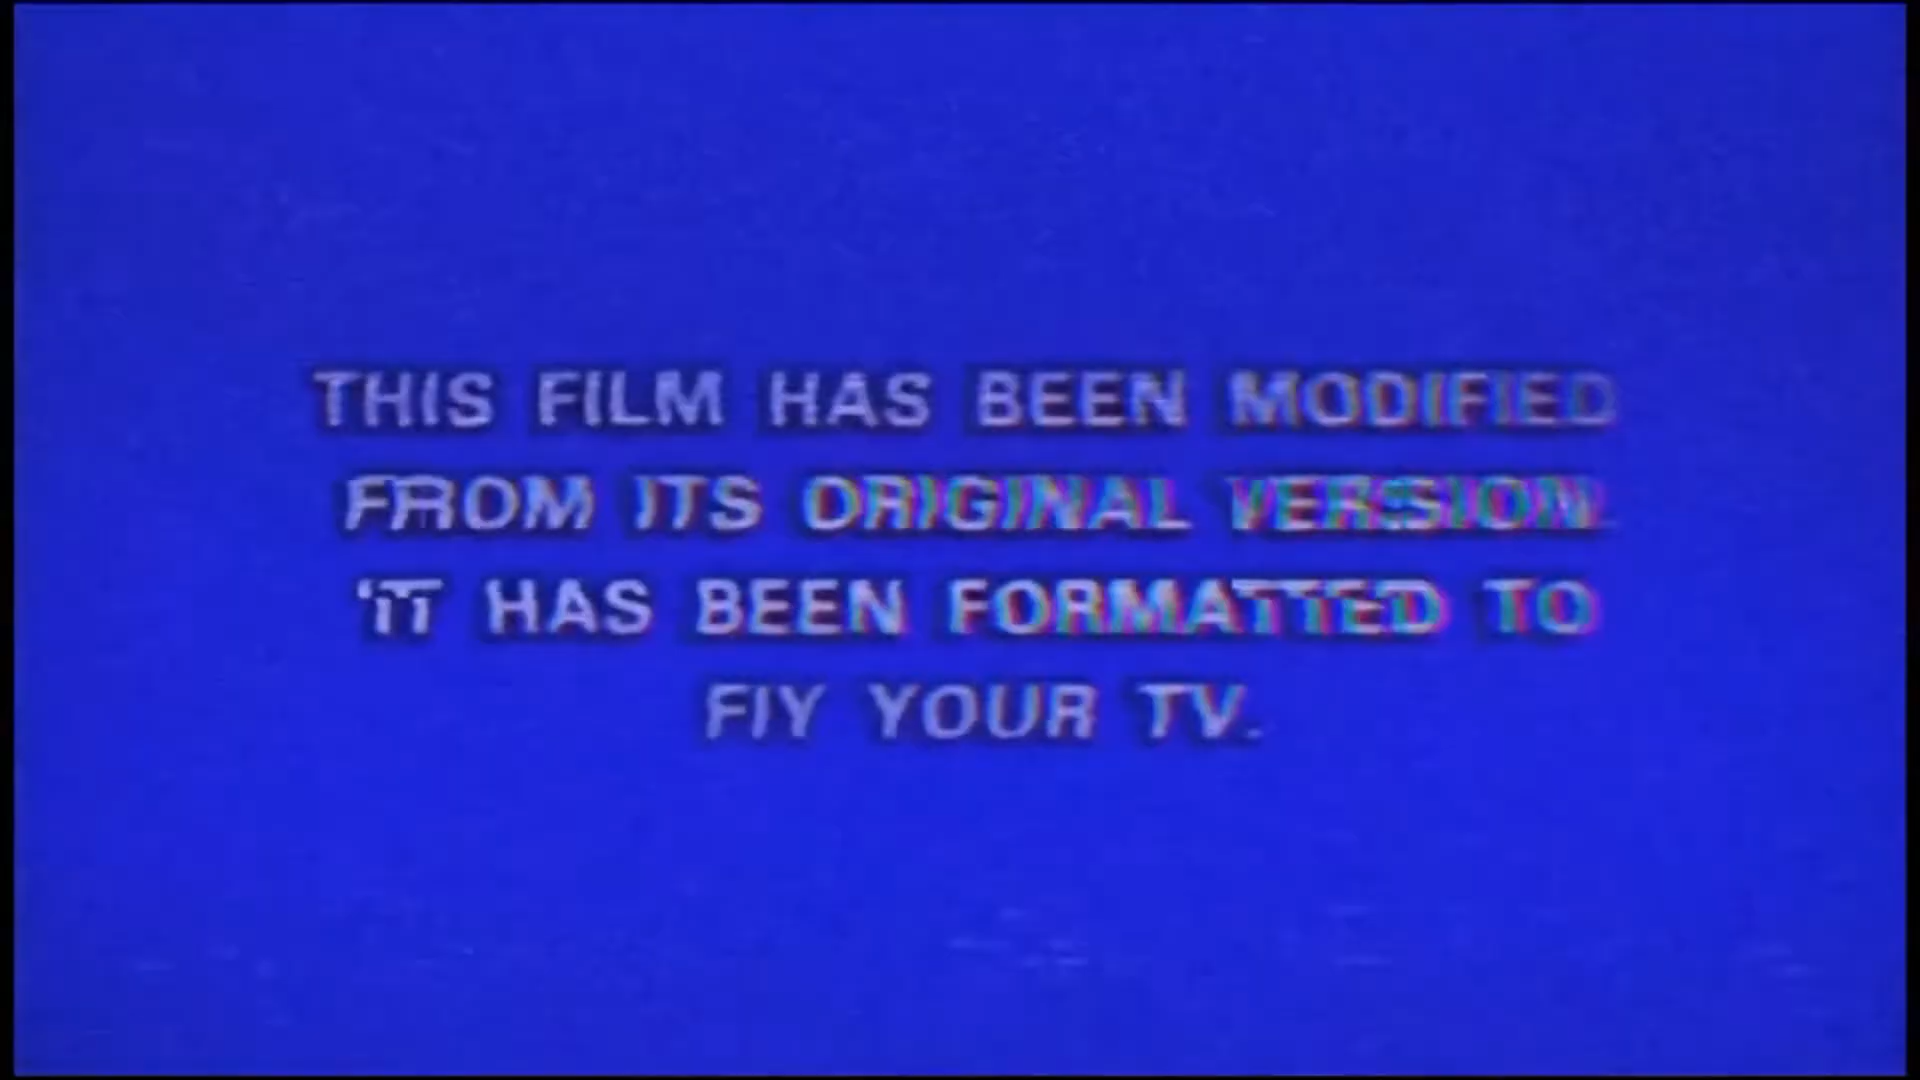 THIS FILM HAS BEEN MODIFIED
FROM ITS ORIGINAL VERSION.
IT HAS BEEN FORMATTED TO
FIY YOUR TV.